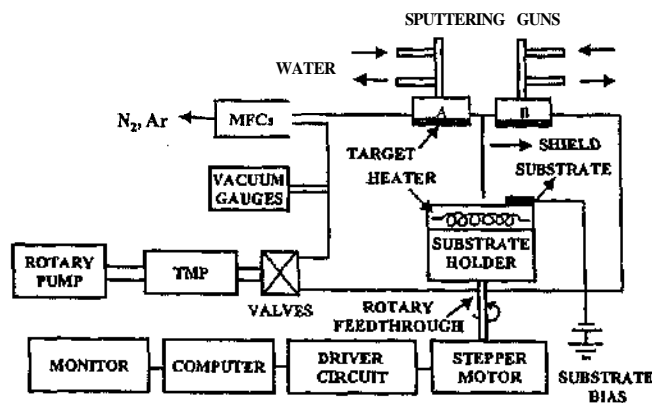 SPUTTERING GUNS
WATER
N₂, Ar
MFCs
A
B
TARGET
SHIELD
SUBSTRATE
HEATER
VACUUM
GAUGES
SUBSTRATE
HOLDER
ROTARY
PUMP
TMP
VALVES
ROTARY
FEEDTHROUGH
MONITOR
COMPUTER
DRIVER
CIRCUIT
STEPPER
MOTOR
SUBSTRATE
BIAS